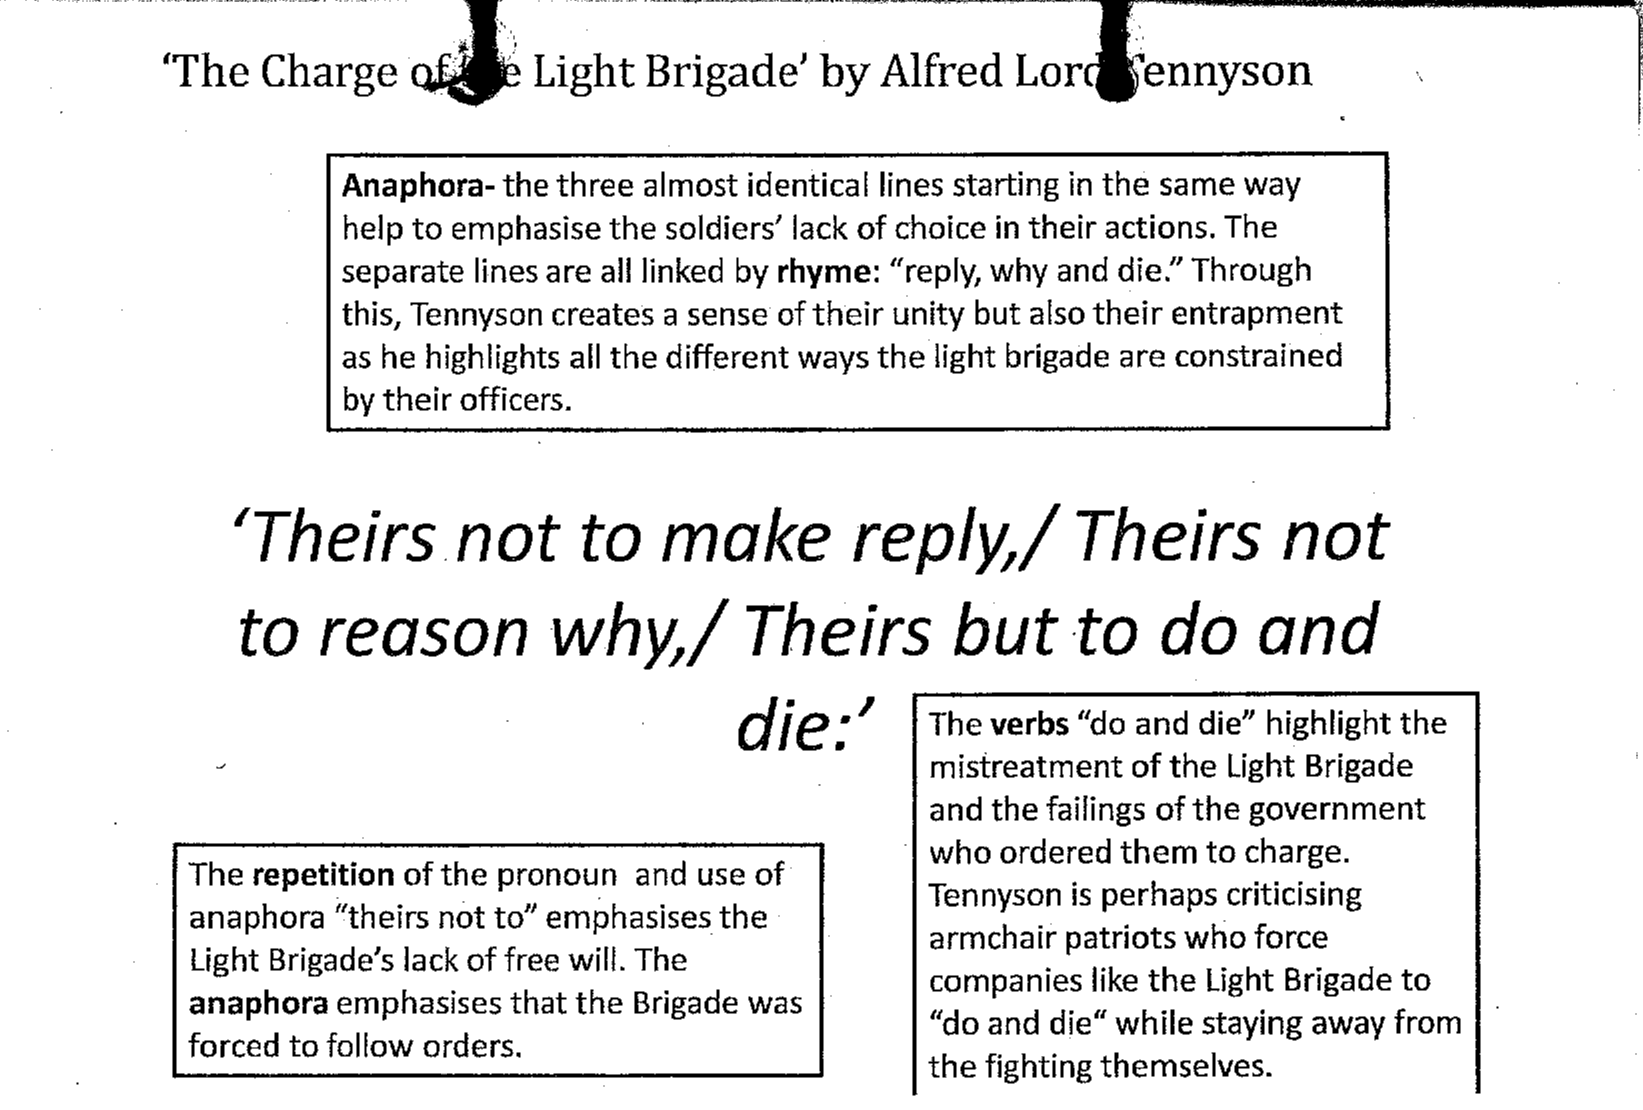 ‘The Charge of e Light Brigade’ by Alfred Lord Tennyson
Anaphora- the three almost identical lines starting in the same way
help to emphasise the soldiers’ lack of choice in their actions. The
separate lines are all linked by rhyme: “reply, why and die.” Through
this, Tennyson creates a sense of their unity but also their entrapment
as he highlights all the different ways the light brigade are constrained
by their officers.
‘Theirs not to make reply,/ Theirs not
to reason why,/ Theirs but to do and
die:’
The repetition of the pronoun and use of
anaphora “theirs not to” emphasises the
Light Brigade’s lack of free will. The
anaphora emphasises that the Brigade was
forced to follow orders.
The verbs “do and die” highlight the
mistreatment of the Light Brigade
and the failings of the government
who ordered them to charge.
Tennyson is perhaps criticising
armchair patriots who force
companies like the Light Brigade to
“do and die“ while staying away from
the fighting themselves.